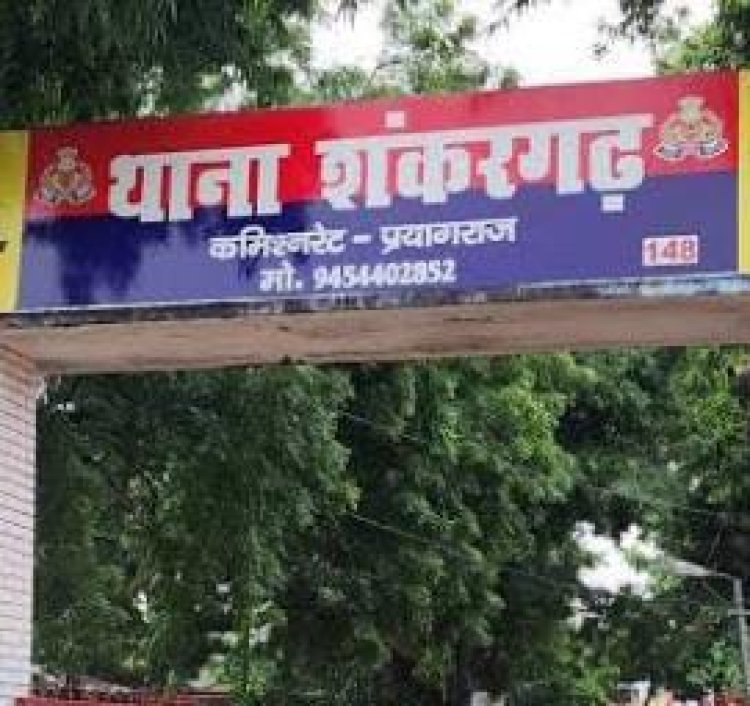 थाना शंकरगढ़
कमिश्नरेट - प्रयागराज
मो. 9454402852
148